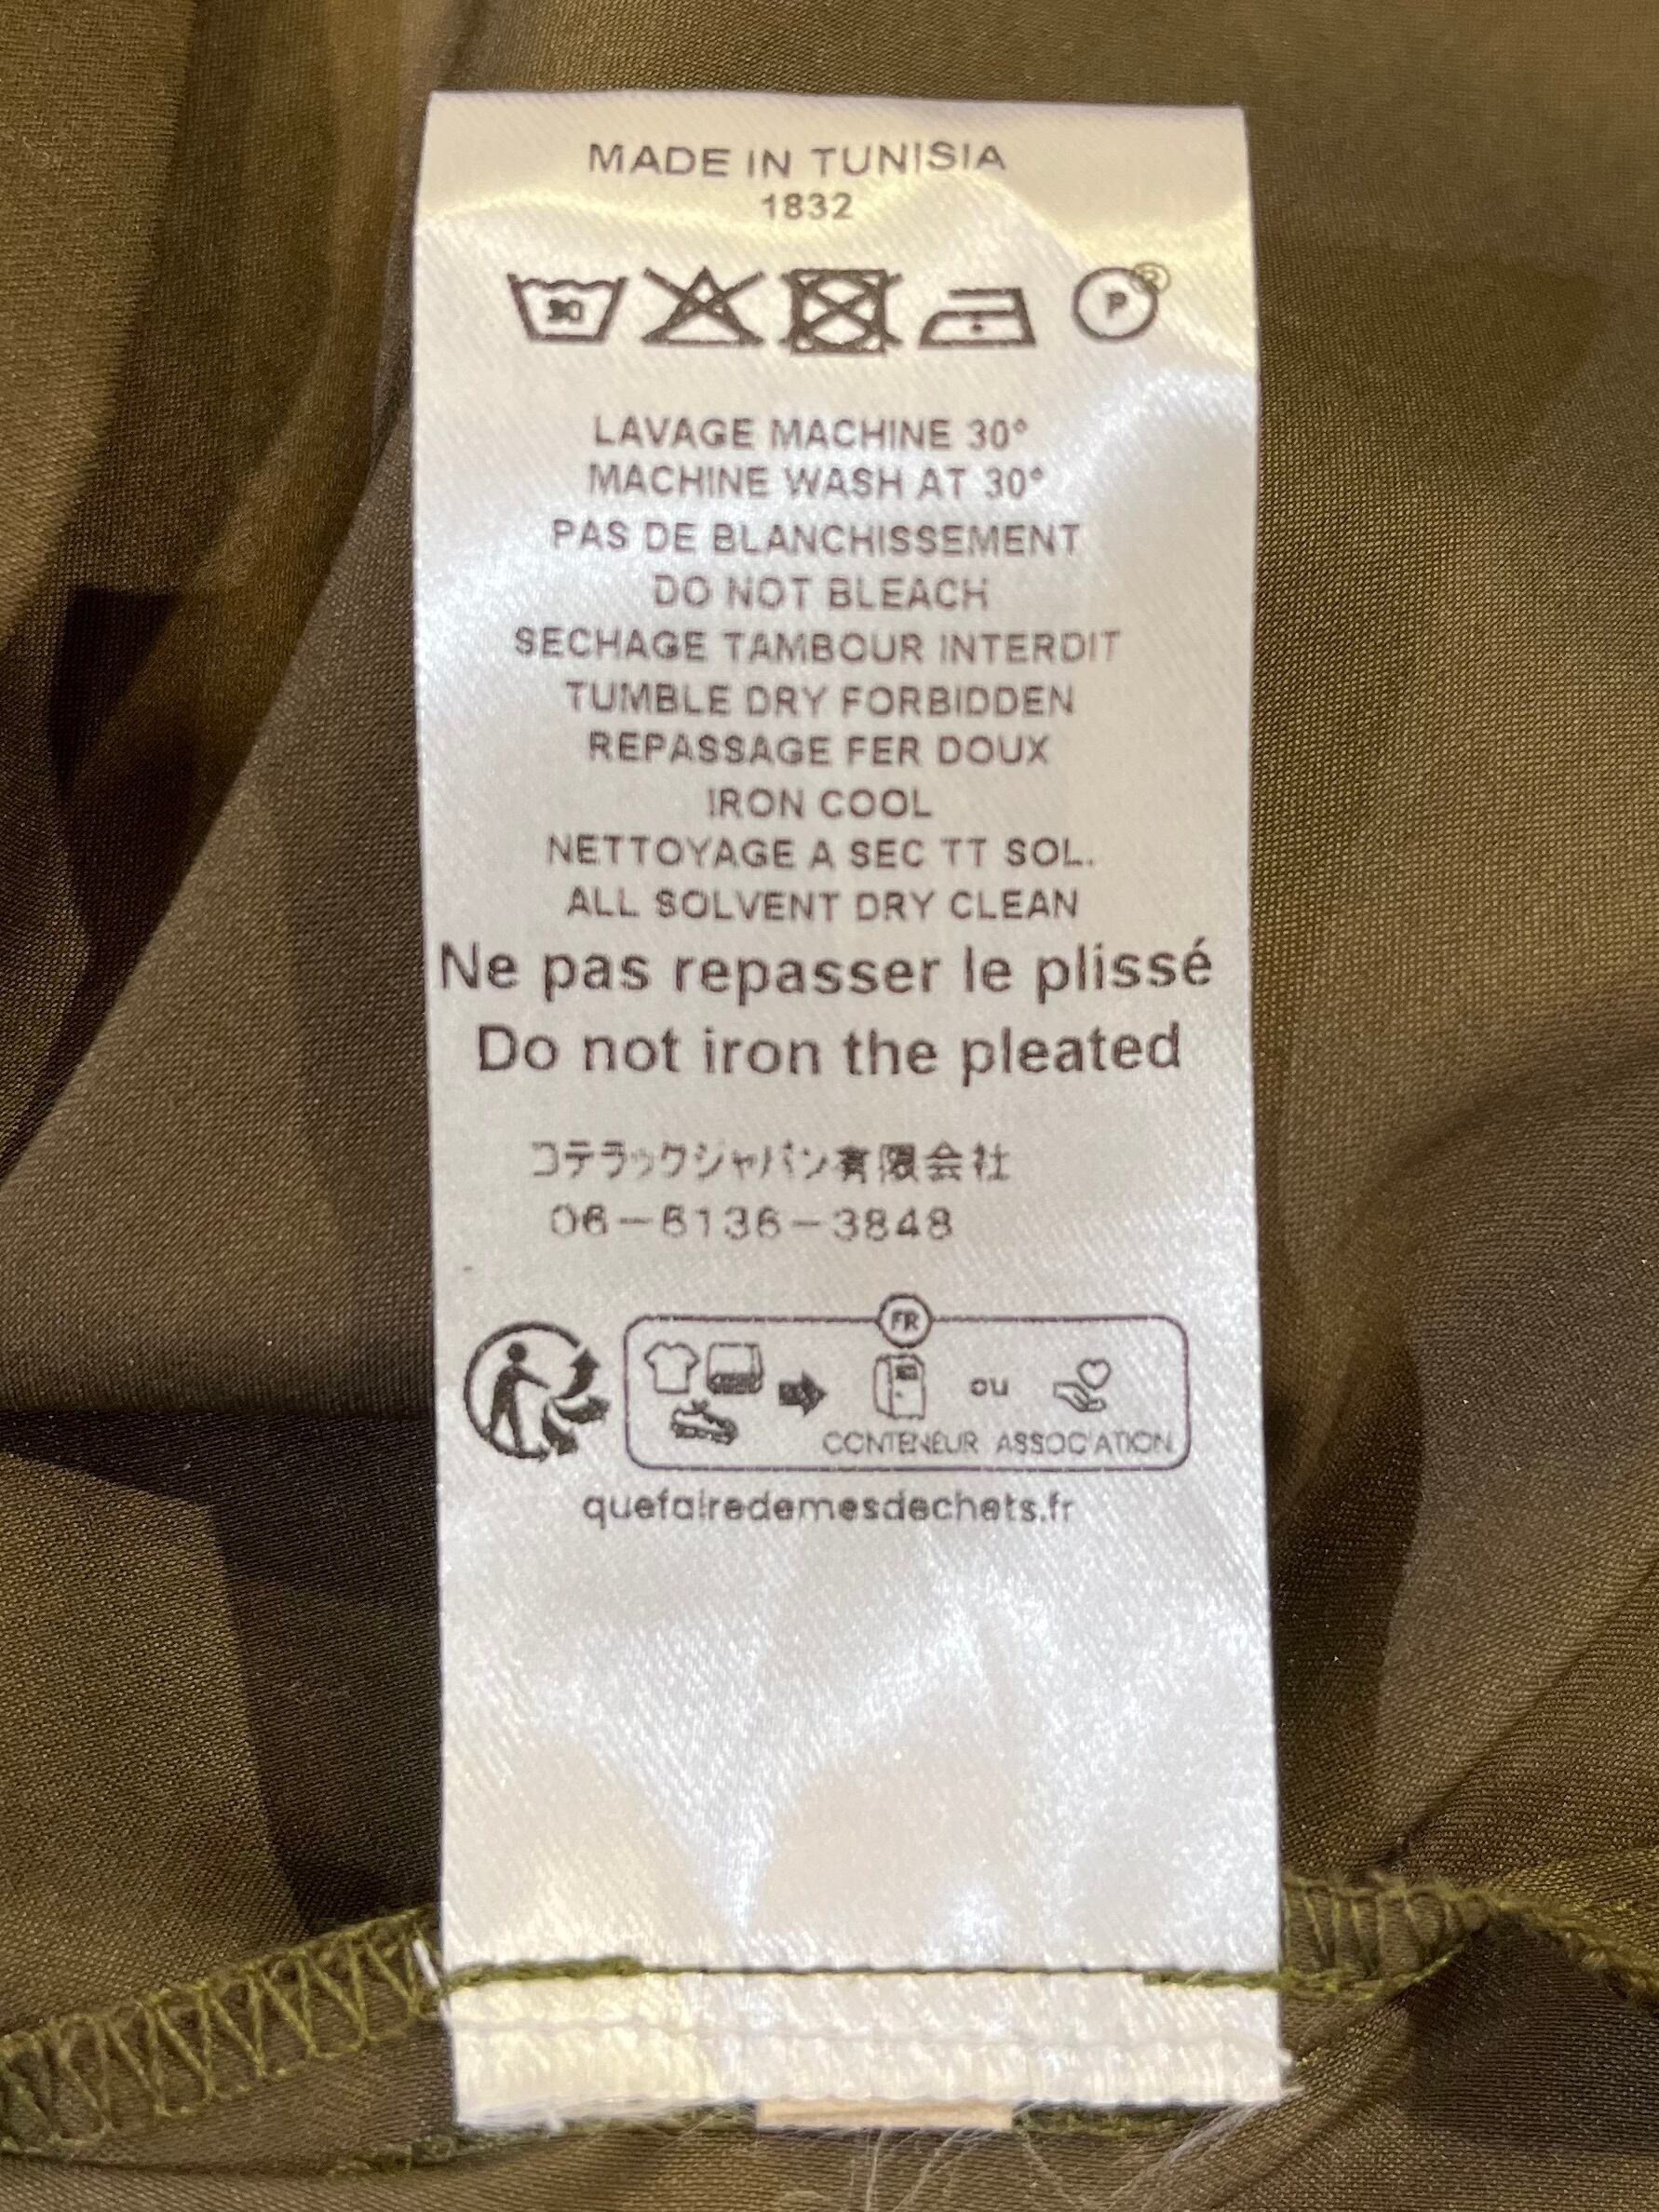 MADE IN TUNISIA
1832
30
P
®
LAVAGE MACHINE 30°
MACHINE WASH AT 30°
PAS DE BLANCHISSEMENT
DO NOT BLEACH
SECHAGE TAMBOUR INTERDIT
TUMBLE DRY FORBIDDEN
REPASSAGE FER DOUX
IRON COOL
NETTOYAGE A SEC TT SOL.
ALL SOLVENT DRY CLEAN
Ne pas repasser le plissé
Do not iron the pleated
コテラックジャパン有限会社
06－6136－3848
FR
ou
CONTENEUR ASSOCIATION
quefairedemesdechets.fr